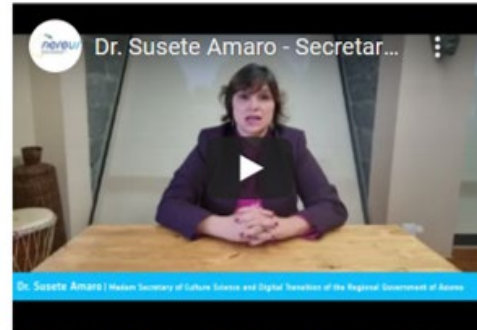 nereus
Dr. Susete Amaro - Secretar...
Dr. Susete Amaro | Madam Secretary of Culture Science and Digital Transition of the Regional Government of Azores